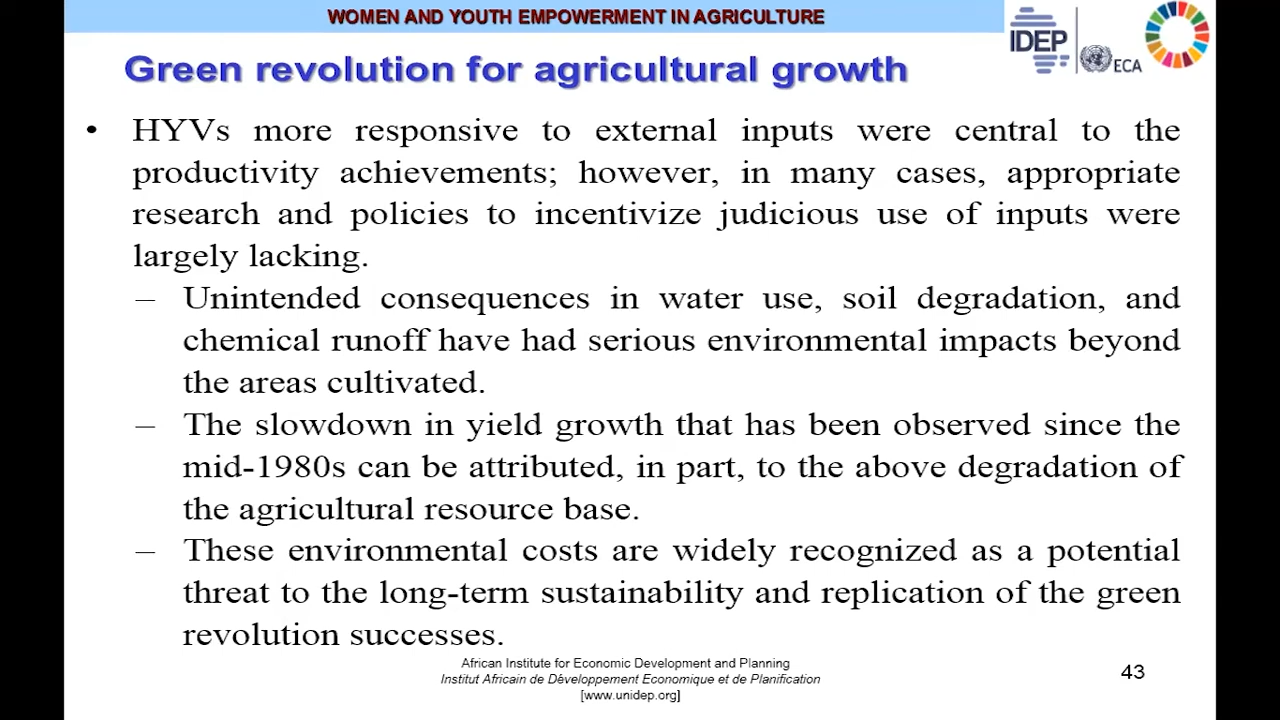 WOMEN AND YOUTH EMPOWERMENT IN AGRICULTURE
IDEP
ECA
Green revolution for agricultural growth
• HYVs more responsive to external inputs were central to the
productivity achievements; however, in many cases, appropriate
research and policies to incentivize judicious use of inputs were
largely lacking.
– Unintended consequences in water use, soil degradation, and
chemical runoff have had serious environmental impacts beyond
the areas cultivated.
– The slowdown in yield growth that has been observed since the
mid-1980s can be attributed, in part, to the above degradation of
the agricultural resource base.
– These environmental costs are widely recognized as a potential
threat to the long-term sustainability and replication of the green
revolution successes.
African Institute for Economic Development and Planning
Institut Africain de Développement Economique et de Planification
[www.unidep.org]
43